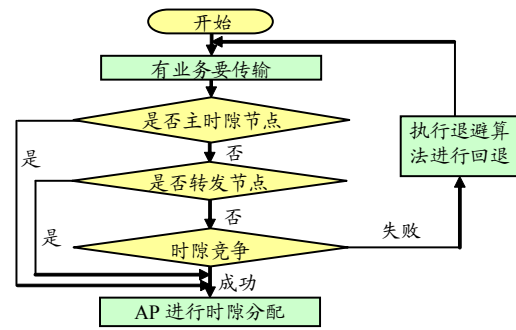 开始
有业务要传输
是否主时隙节点
是
否
执行退避算
法进行回退
是否转发节点
是
否
时隙竞争
失败
成功
AP 进行时隙分配